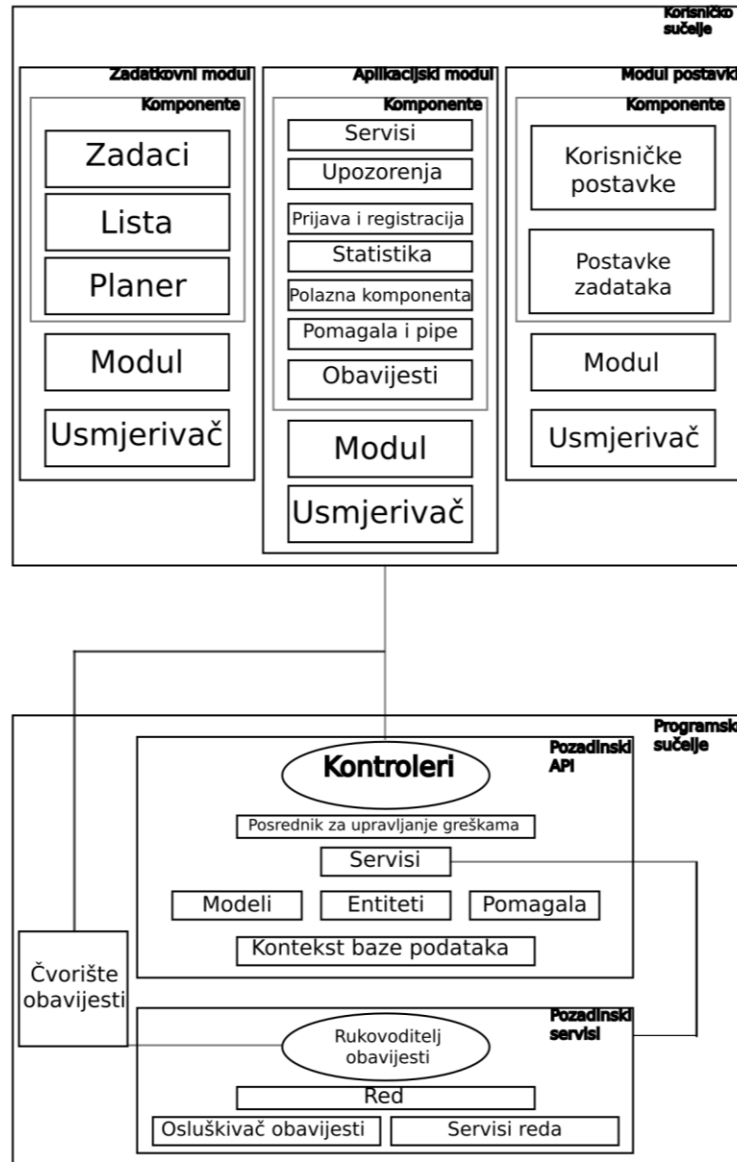 Korisničko
sučelje
Zadatkovni modul
Komponente
Zadaci
Lista
Planer
Modul
Usmjerivač
Aplikacijski modul
Komponente
Servisi
Upozorenja
Prijava i registracija
Statistika
Polazna komponenta
Pomagala i pipe
Obavijesti
Modul
Usmjerivač
Modul postavki
Komponente
Korisničke
postavke
Postavke
zadataka
Modul
Usmjerivač
Programsk
sučelje
Pozadinski
API
Kontroleri
Posrednik za upravljanje greškama
Servisi
Modeli
Entiteti
Pomagala
Kontekst baze podataka
Čvorište
obavijesti
Pozadinski
servisi
Rukovoditelj
obavijesti
Red
Osluškivač obavijesti
Servisi reda